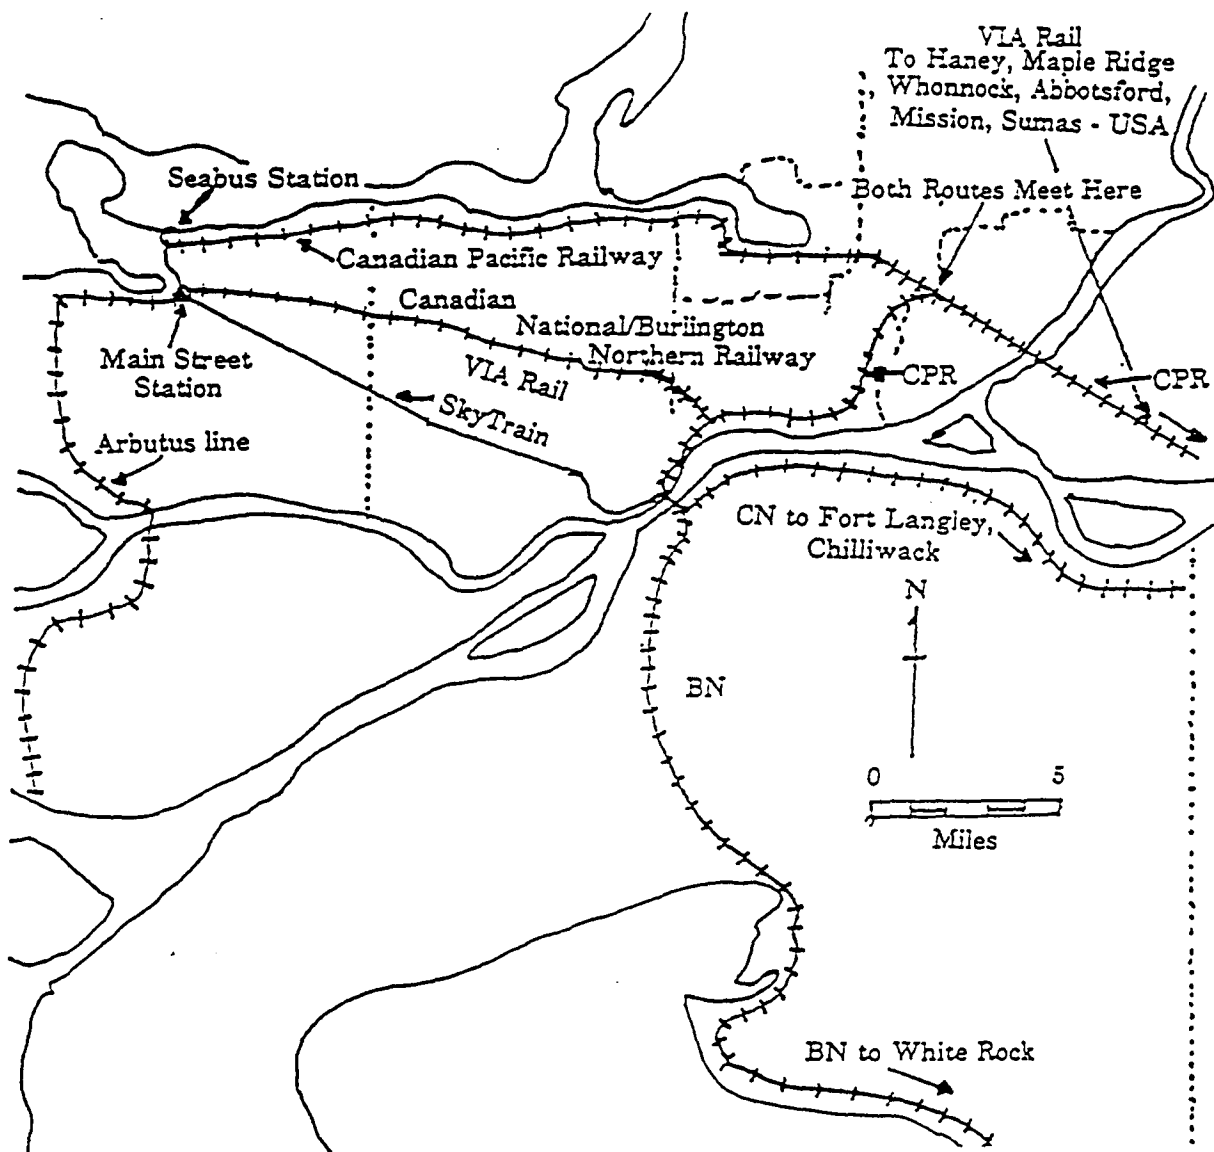 VIA Rail
To Haney, Maple Ridge
Whonnock, Abbotsford,
Mission, Sumas - USA
Seabus Station
Both Routes Meet Here
Canadian Pacific Railway
Canadian
National/Burlington
Northern Railway
Main Street
Station
VIA Rail
CPR
CPR
SkyTrain
Arbutus line
CN to Fort Langley,
Chilliwack
N
BN
0 5
Miles
BN to White Rock